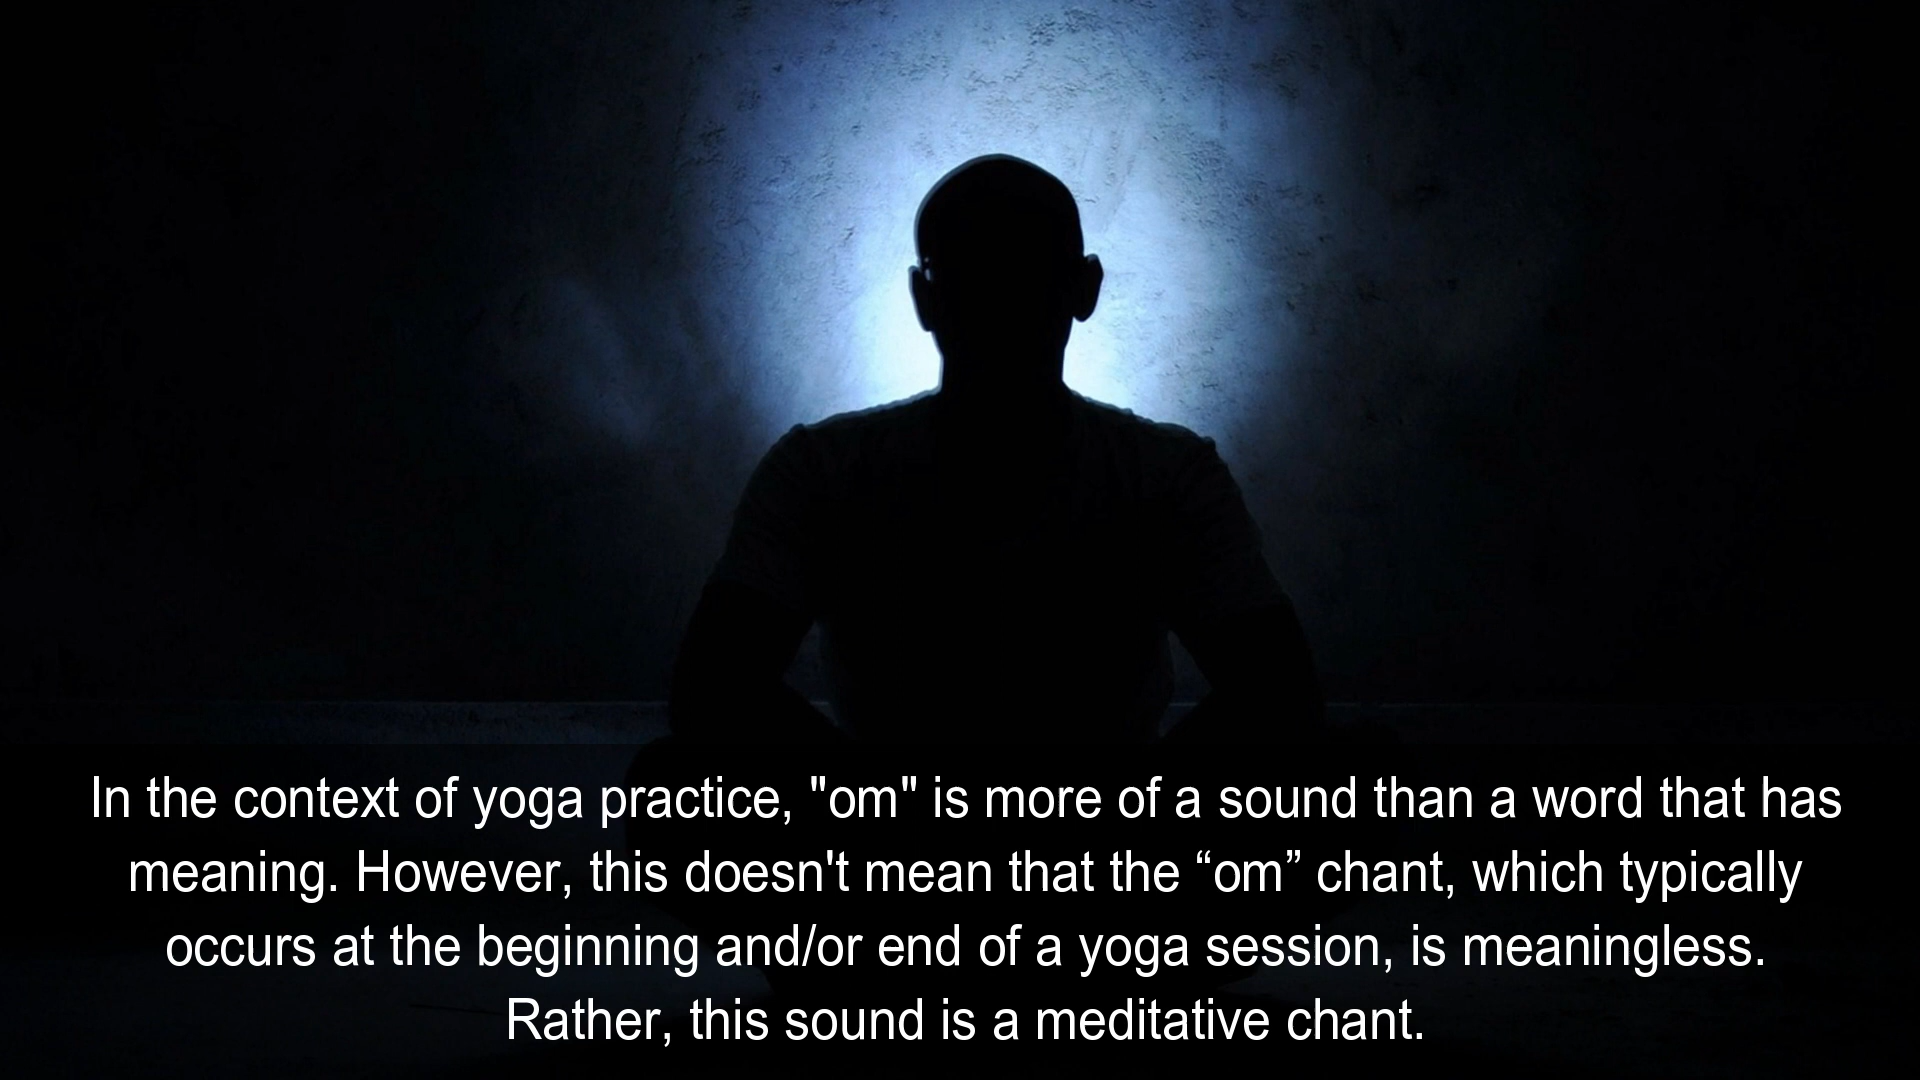 In the context of yoga practice, "om" is more of a sound than a word that has
meaning. However, this doesn't mean that the “om” chant, which typically
occurs at the beginning and/or end of a yoga session, is meaningless.
Rather, this sound is a meditative chant.